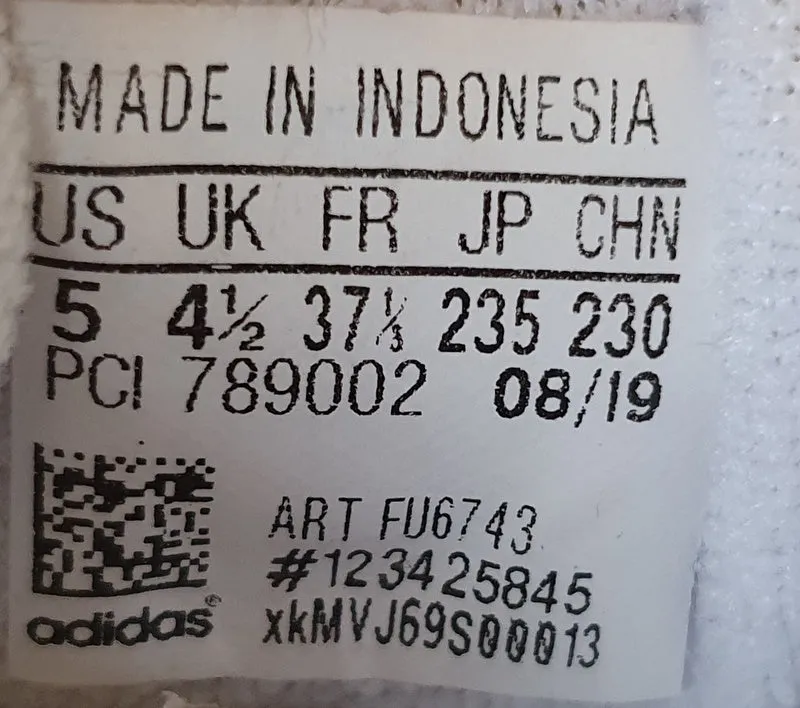 MADE IN INDONESIA
US UK FR JP CHN
5 4½ 37⅓ 235 230
PCI 789002 08/19
ART FU6743
#123425845
xkMVJ69S00013
adidas®